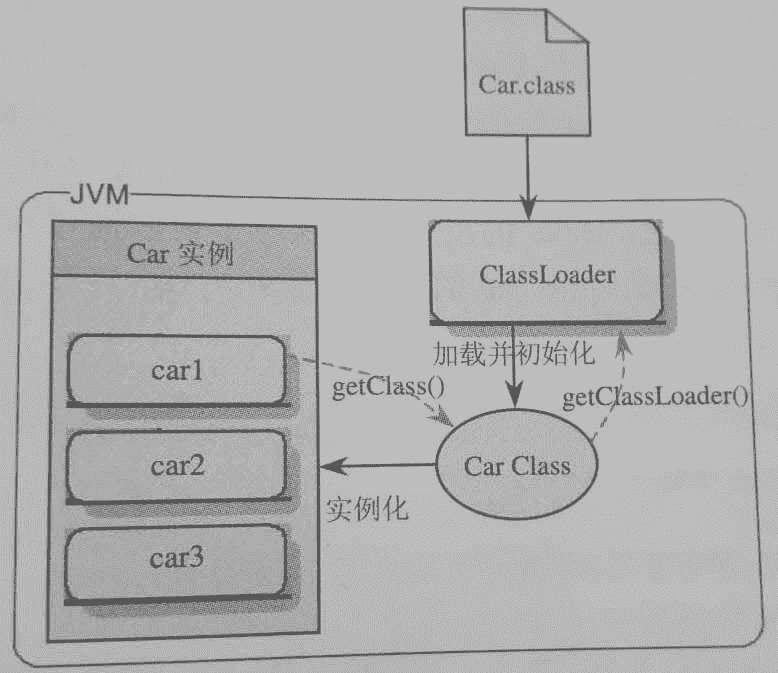 Car.class
JVM
Car 实例
ClassLoader
加载并初始化
car1
getClass()
getClassLoader()
car2
Car Class
实例化
car3